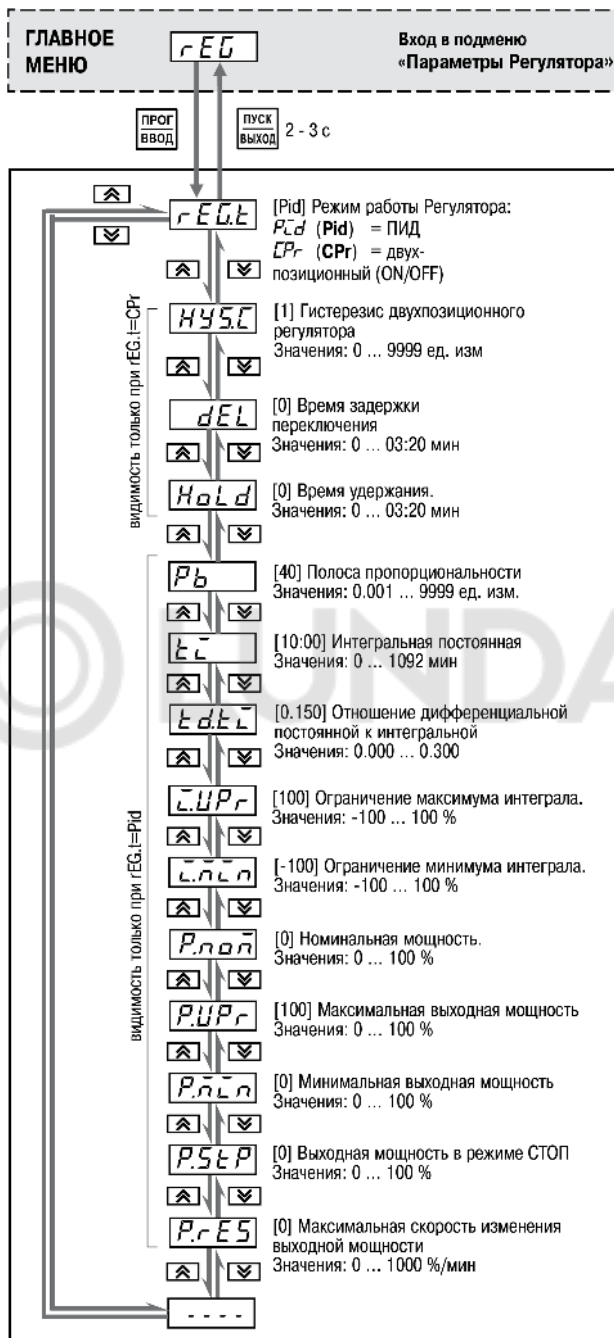 ГЛАВНОЕ
МЕНЮ
rEG
Вход в подменю
«Параметры Регулятора»
ПРОГ
ВВОД
ПУСК
ВЫХОД
2 - 3 с
rEG.t
[Pid] Режим работы Регулятора:
Pid (Pid) = ПИД
CPr (CPr) = двух-
позиционный (ON/OFF)
видимость только при rEG.t=CPr
HYS.C
[1] Гистерезис двухпозиционного
регулятора
Значения: 0 ... 9999 ед. изм
dEL
[0] Время задержки
переключения
Значения: 0 ... 03:20 мин
HoLd
[0] Время удержания.
Значения: 0 ... 03:20 мин
видимость только при rEG.t=Pid
Pb
[40] Полоса пропорциональности
Значения: 0.001 ... 9999 ед. изм.
ti
[10:00] Интегральная постоянная
Значения: 0 ... 1092 мин
td.ti
[0.150] Отношение дифференциальной
постоянной к интегральной
Значения: 0.000 ... 0.300
i.UPr
[100] Ограничение максимума интеграла.
Значения: -100 ... 100 %
i.min
[-100] Ограничение минимума интеграла.
Значения: -100 ... 100 %
P.nom
[0] Номинальная мощность.
Значения: 0 ... 100 %
P.UPr
[100] Максимальная выходная мощность
Значения: 0 ... 100 %
P.min
[0] Минимальная выходная мощность
Значения: 0 ... 100 %
P.StP
[0] Выходная мощность в режиме СТОП
Значения: 0 ... 100 %
P.rES
[0] Максимальная скорость изменения
выходной мощности
Значения: 0 ... 1000 %/мин
- - - -
LUNDA